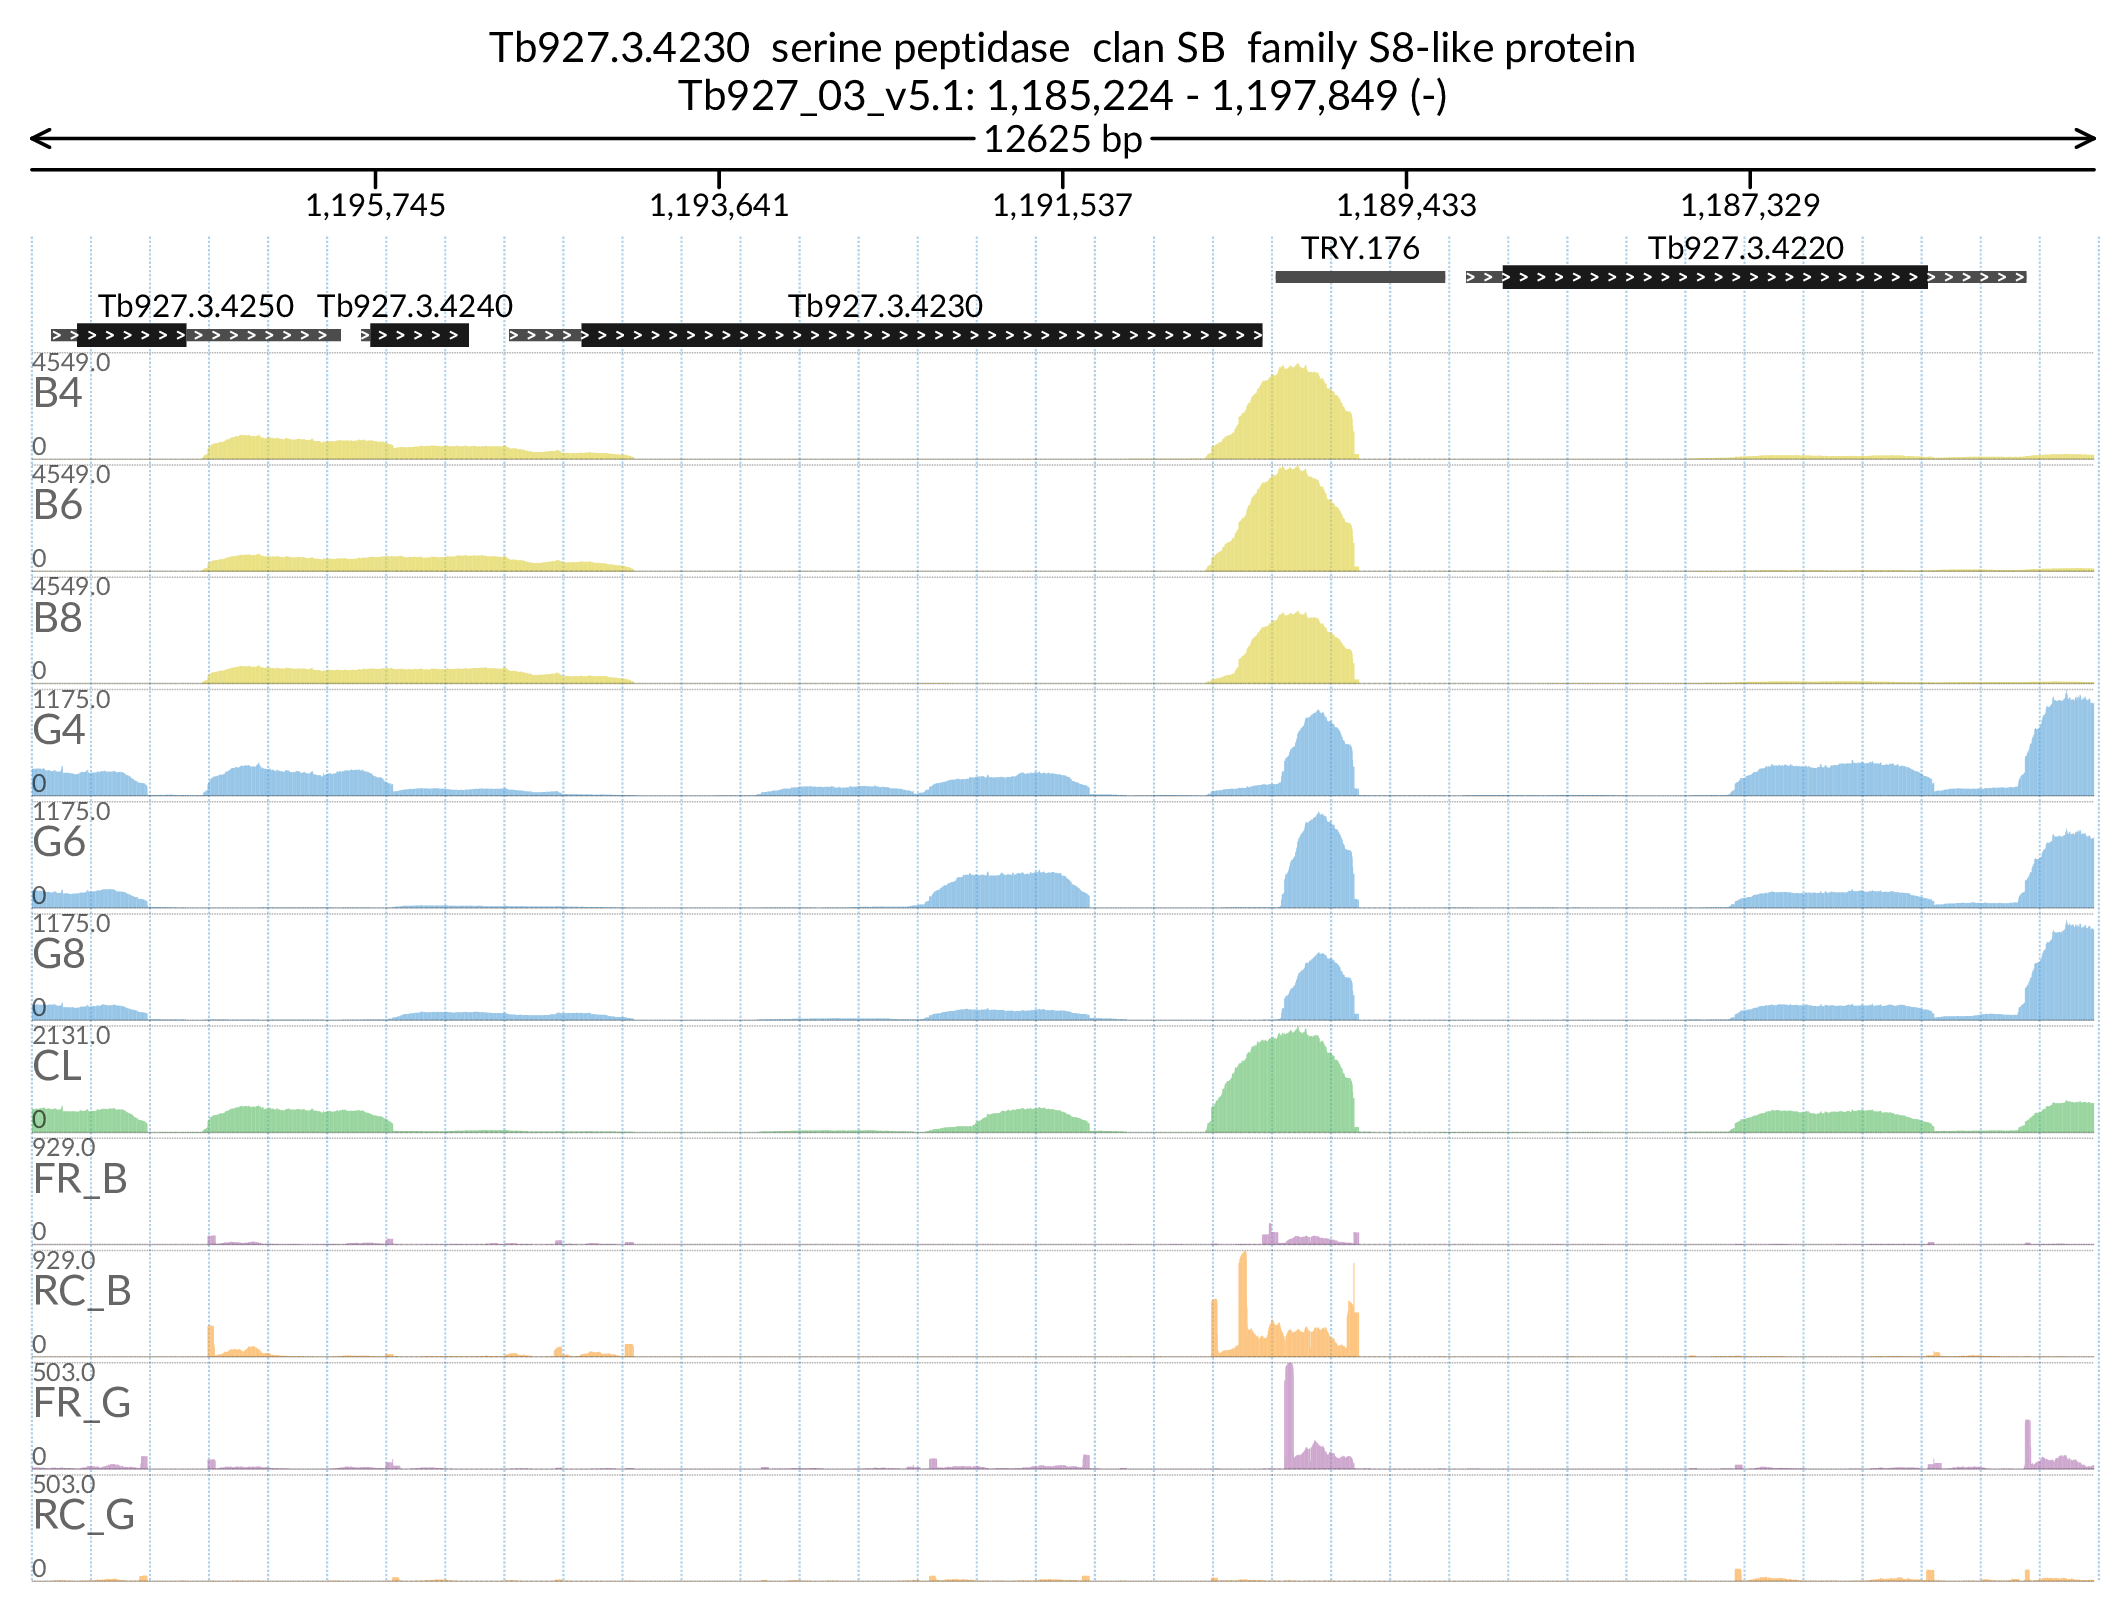 Tb927.3.4230 serine peptidase clan SB family S8-like protein
Tb927_03_v5.1: 1,185,224 - 1,197,849 (-)
12625 bp
1,195,745 1,193,641 1,191,537 1,189,433 1,187,329
TRY.176 Tb927.3.4220
Tb927.3.4250 Tb927.3.4240 Tb927.3.4230
4549.0
B4
0
4549.0
B6
0
4549.0
B8
0
1175.0
G4
0
1175.0
G6
0
1175.0
G8
0
2131.0
CL
0
929.0
FR_B
0
929.0
RC_B
0
503.0
FR_G
0
503.0
RC_G
0